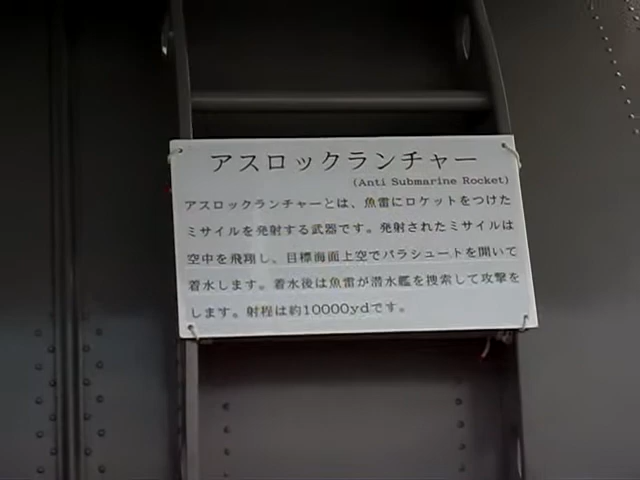 アスロックランチャー
(Anti Submarine Rocket)
アスロックランチャーとは、魚雷にロケットをつけた
ミサイルを発射する武器です。発射されたミサイルは
空中を飛翔し、目標海面上空でパラシュートを開いて
着水します。着水後は魚雷が潜水艦を捜索して攻撃を
します。射程は約10000ydです。